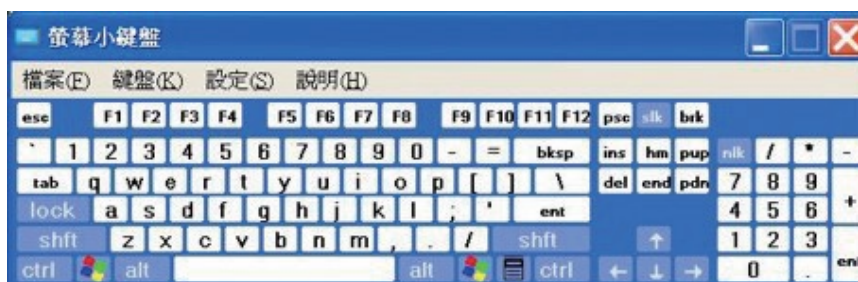 螢幕小鍵盤
檔案(F) 鍵盤(K) 設定(S) 說明(H)
esc F1 F2 F3 F4 F5 F6 F7 F8 F9 F10 F11 F12 psc slk brk
` 1 2 3 4 5 6 7 8 9 0 - = bksp ins hm pup nlk / * -
tab q w e r t y u i o p [ ] \ del end pdn 7 8 9 +
lock a s d f g h j k l ; ' ent 4 5 6
shft z x c v b n m , . / shft ↑ 1 2 3 ent
ctrl alt alt ctrl ← ↓ → 0 .